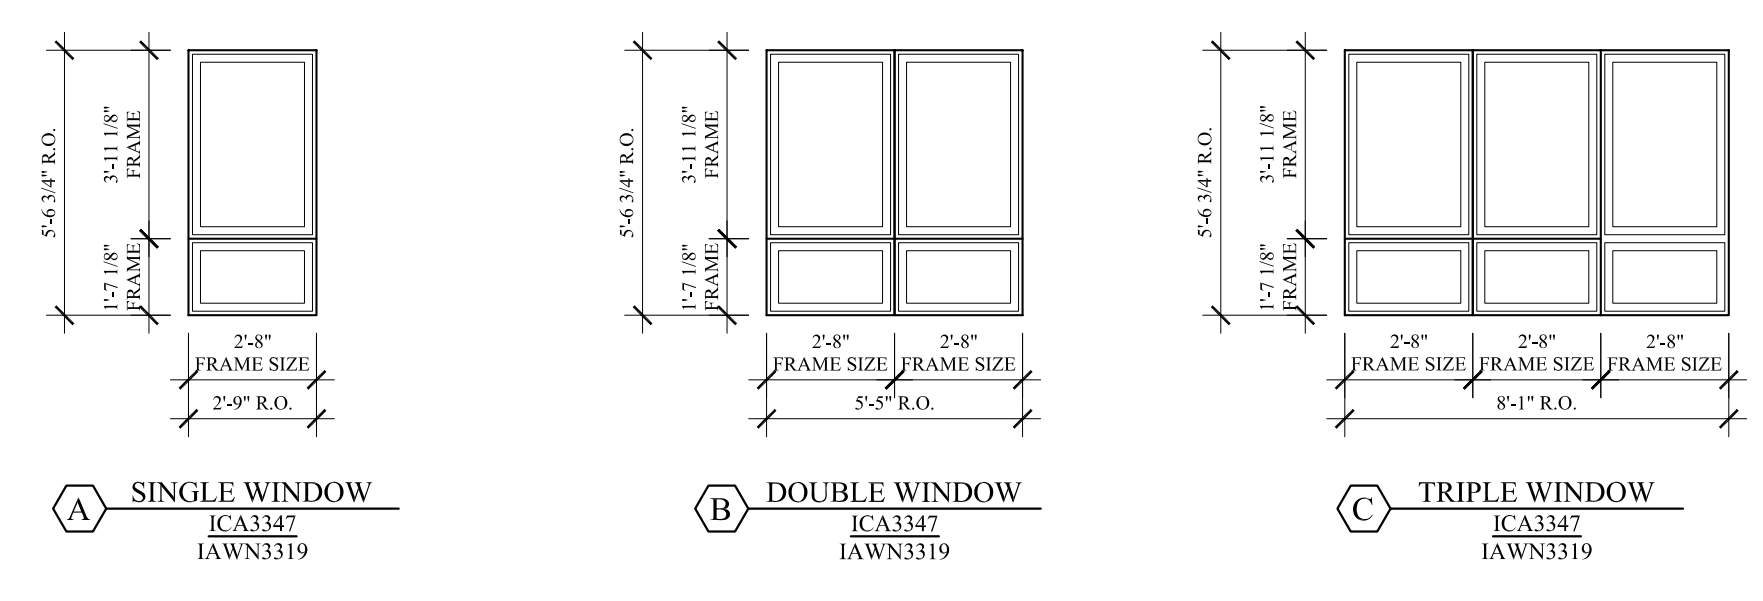 5'-6 3/4" R.O.
3'-11 1/8"
FRAME
1'-7 1/8"
FRAME
2'-8"
FRAME SIZE
2'-9" R.O.
A
SINGLE WINDOW
ICA3347
IAWN3319
5'-6 3/4" R.O.
3'-11 1/8"
FRAME
1'-7 1/8"
FRAME
2'-8"
FRAME SIZE
2'-8"
FRAME SIZE
5'-5" R.O.
B
DOUBLE WINDOW
ICA3347
IAWN3319
5'-6 3/4" R.O.
3'-11 1/8"
FRAME
1'-7 1/8"
FRAME
2'-8"
FRAME SIZE
2'-8"
FRAME SIZE
2'-8"
FRAME SIZE
8'-1" R.O.
C
TRIPLE WINDOW
ICA3347
IAWN3319